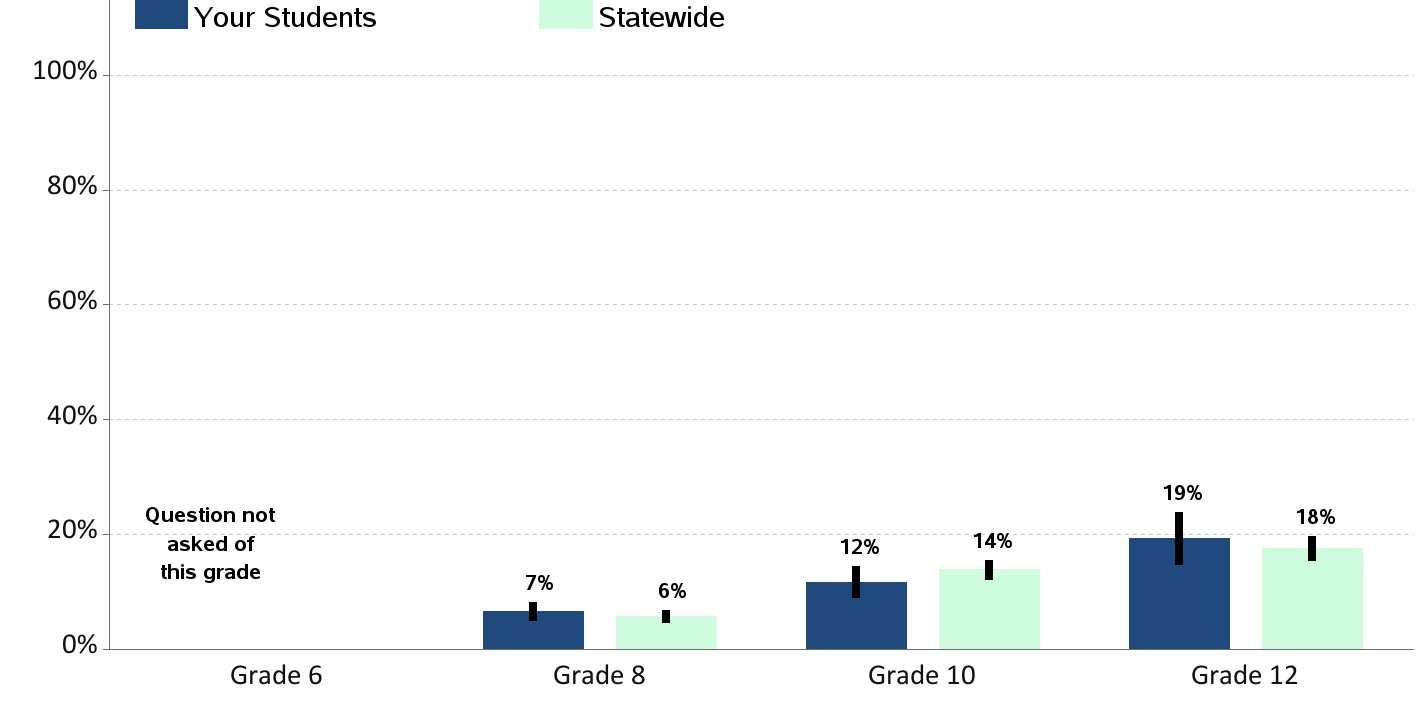 Your Students
Statewide
100%
80%
60%
40%
20%
0%
Question not
asked of
this grade
7%
6%
12%
14%
19%
18%
Grade 6
Grade 8
Grade 10
Grade 12